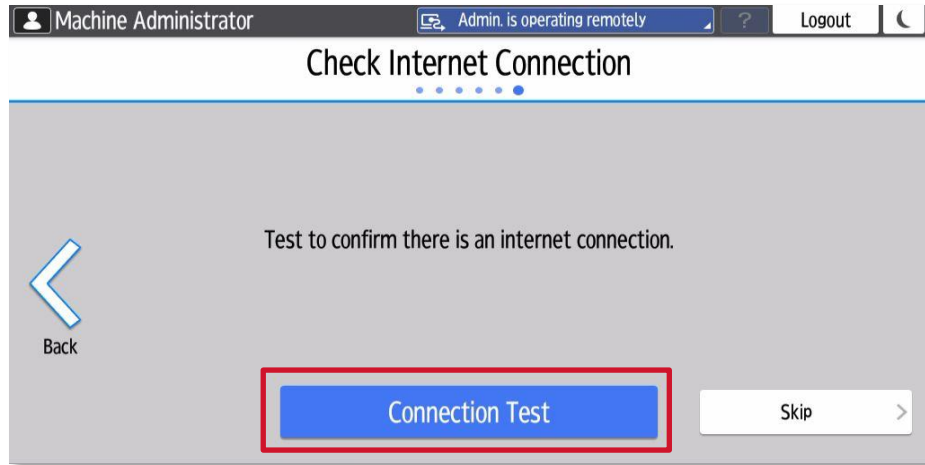 Machine Administrator Admin. is operating remotely ? Logout
Check Internet Connection
Test to confirm there is an internet connection.
Back
Connection Test Skip >